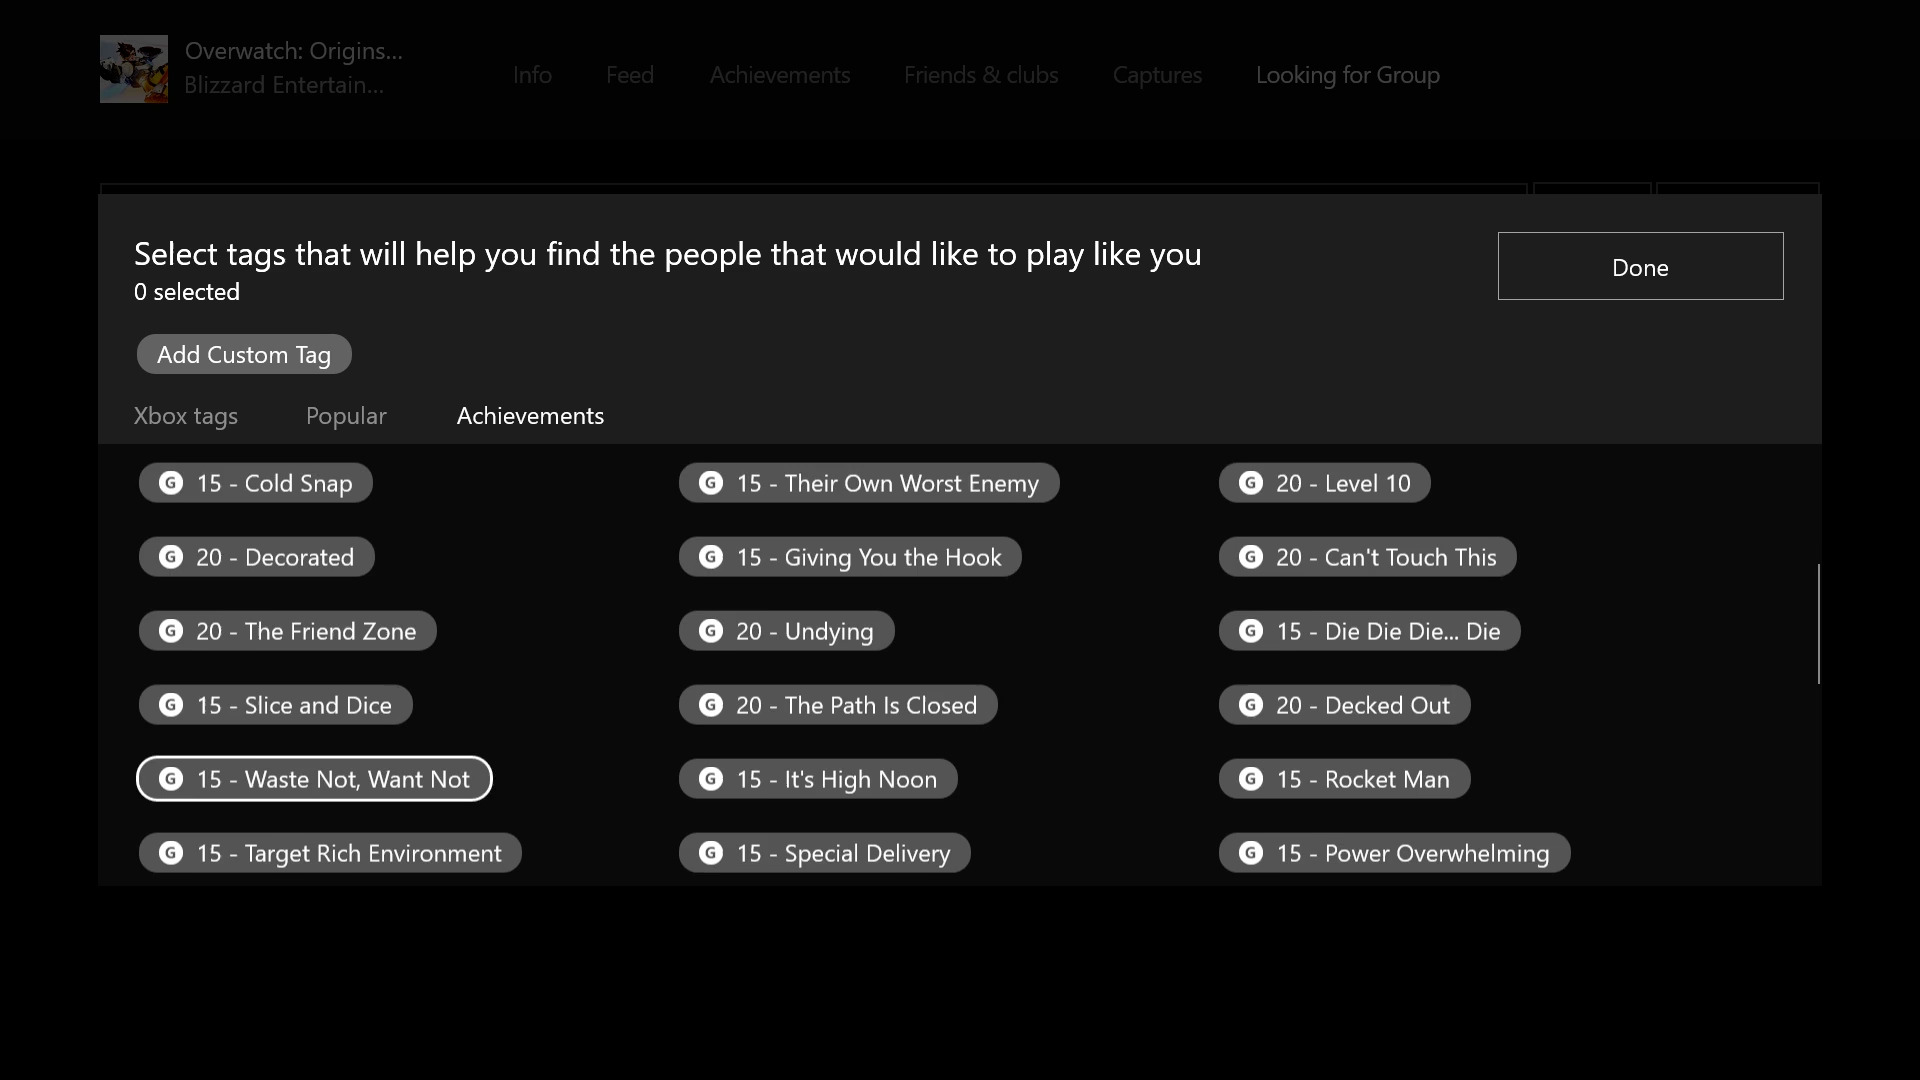 Overwatch: Origins...
Blizzard Entertain...
Info
Feed
Achievements
Friends & clubs
Captures
Looking for Group
Select tags that will help you find the people that would like to play like you
0 selected
Done
Add Custom Tag
Xbox tags
Popular
Achievements
G 15 - Cold Snap
G 15 - Their Own Worst Enemy
G 20 - Level 10
G 20 - Decorated
G 15 - Giving You the Hook
G 20 - Can't Touch This
G 20 - The Friend Zone
G 20 - Undying
G 15 - Die Die Die... Die
G 15 - Slice and Dice
G 20 - The Path Is Closed
G 20 - Decked Out
G 15 - Waste Not, Want Not
G 15 - It's High Noon
G 15 - Rocket Man
G 15 - Target Rich Environment
G 15 - Special Delivery
G 15 - Power Overwhelming